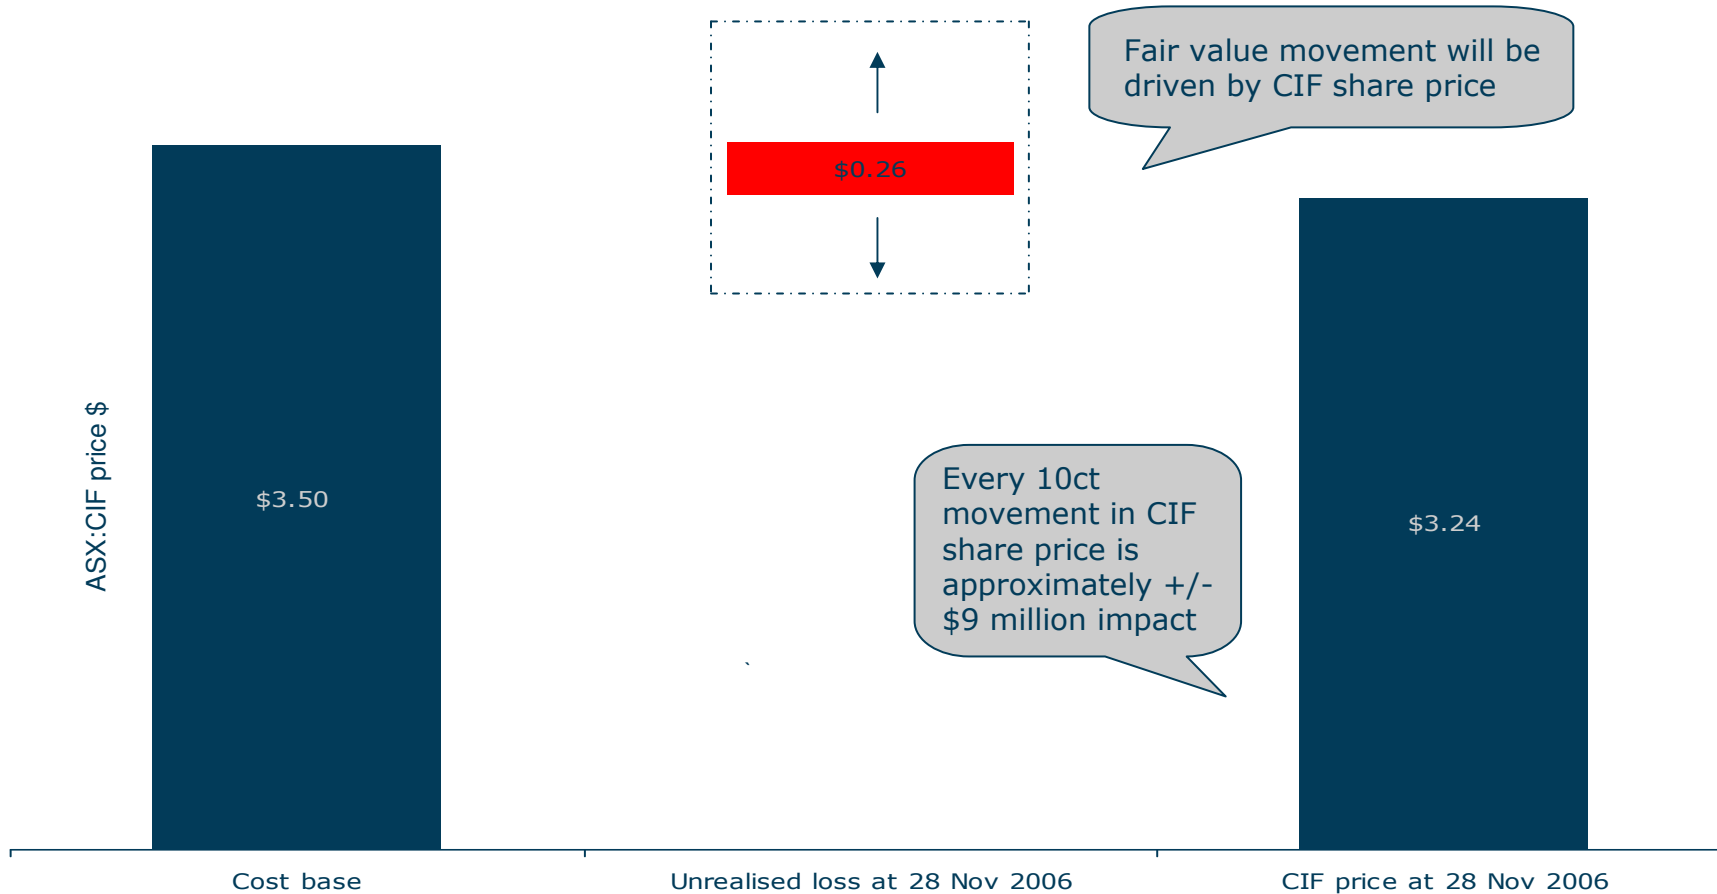 Fair value movement will be
driven by CIF share price
$0.26
ASX:CIF price $
$3.50
Every 10ct
movement in CIF
share price is
approximately +/-
$9 million impact
$3.24
`
Cost base
Unrealised loss at 28 Nov 2006
CIF price at 28 Nov 2006